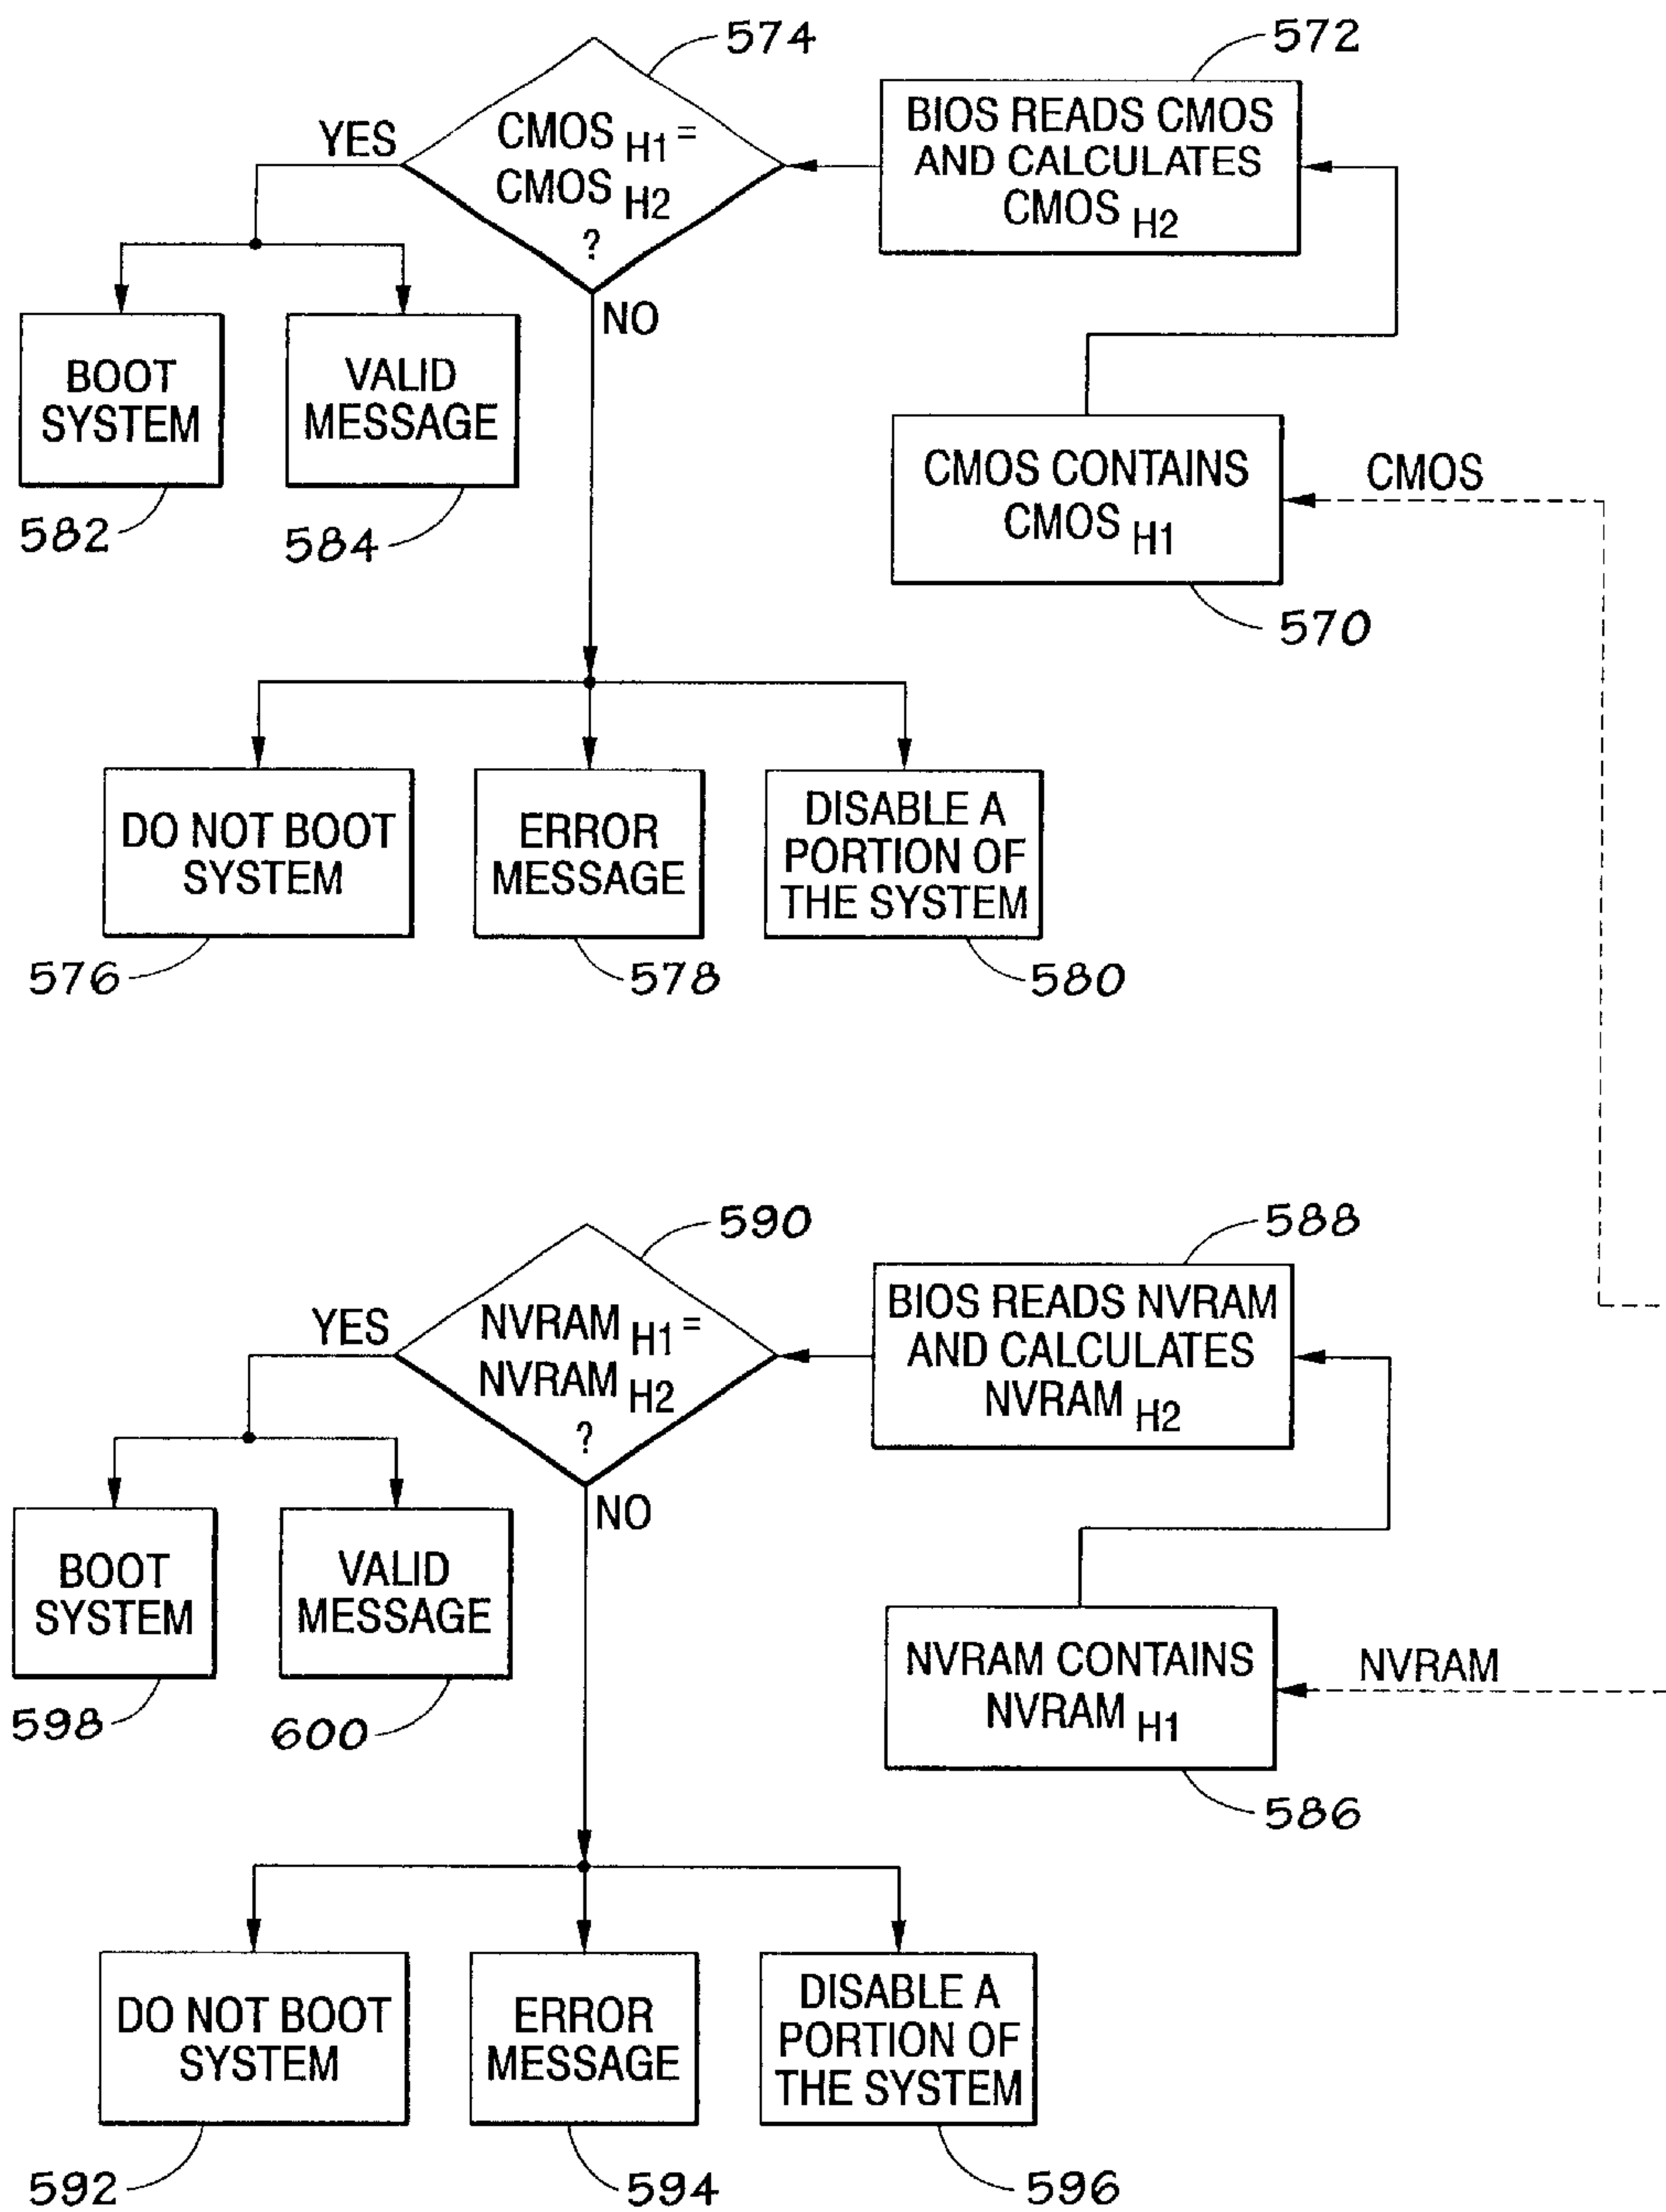 574
572
YES
CMOS H1 =
CMOS H2
?
BIOS READS CMOS
AND CALCULATES
CMOS H2
NO
BOOT
SYSTEM
VALID
MESSAGE
582
584
CMOS CONTAINS
CMOS H1
CMOS
570
DO NOT BOOT
SYSTEM
ERROR
MESSAGE
DISABLE A
PORTION OF
THE SYSTEM
576
578
580
590
588
YES
NVRAM H1 =
NVRAM H2
?
BIOS READS NVRAM
AND CALCULATES
NVRAM H2
NO
BOOT
SYSTEM
VALID
MESSAGE
598
600
NVRAM CONTAINS
NVRAM H1
NVRAM
586
DO NOT BOOT
SYSTEM
ERROR
MESSAGE
DISABLE A
PORTION OF
THE SYSTEM
592
594
596